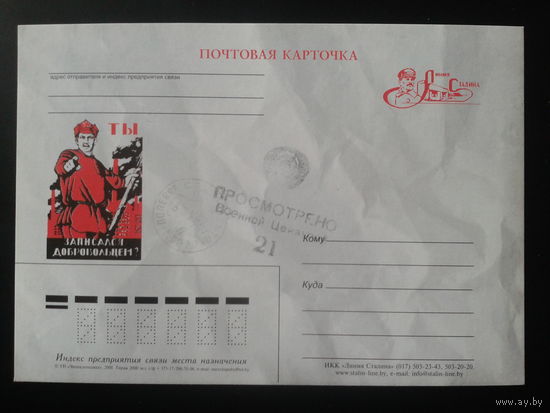 ПОЧТОВАЯ КАРТОЧКА
адрес отправителя и индекс предприятия связи
Линия
Сталина
ТЫ
ЗАПИСАЛСЯ
ДОБРОВОЛЬЦЕМ?
ПРОСМОТРЕНО
Военной Цензурой
21
Кому
Куда
Индекс предприятия связи места назначения
2008
ИКК «Линия Сталина» (017) 503-23-43, 503-20-20
www.stalin-line.by, e-mail: info@stalin-line.by
www.ay.by